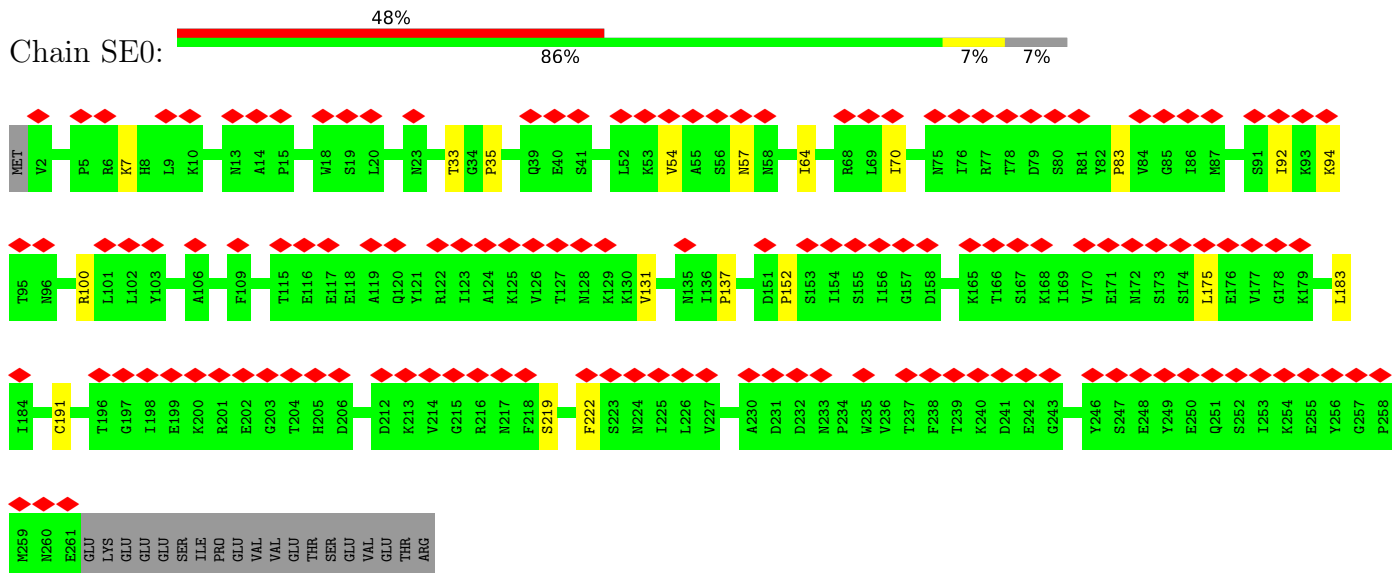 48%
Chain SE0:
86% 7% 7%
MET V2 P5 R6 K7 H8 L9 K10 N13 A14 P15 W18 S19 L20 N23 T33 G34 P35 Q39 E40 S41 L52 K53 V54 A55 S56 N57 N58 I64 R68 L69 I70 N75 I76 R77 T78 D79 S80 R81 Y82 P83 V84 G85 I86 M87 S91 I92 K93 K94
T95 N96 R100 L101 L102 Y103 A106 F109 T115 E116 E117 E118 A119 Q120 Y121 R122 I123 A124 K125 V126 T127 N128 K129 K130 V131 N135 I136 P137 D151 P152 S153 I154 S155 I156 G157 D158 K165 T166 S167 K168 I169 V170 E171 N172 S173 S174 L175 E176 V177 G178 K179 L183
I184 C191 T196 G197 I198 E199 K200 R201 E202 G203 T204 H205 D206 D212 K213 V214 G215 R216 N217 F218 S219 F222 S223 N224 I225 L226 V227 A230 D231 D232 N233 P234 W235 V236 T237 F238 T239 K240 D241 E242 G243 Y246 S247 E248 Y249 E250 Q251 S252 I253 K254 E255 Y256 G257 P258
M259 N260 E261 GLU LYS GLU GLU GLU SER ILE PRO GLU VAL VAL GLU THR SER GLU VAL GLU THR ARG